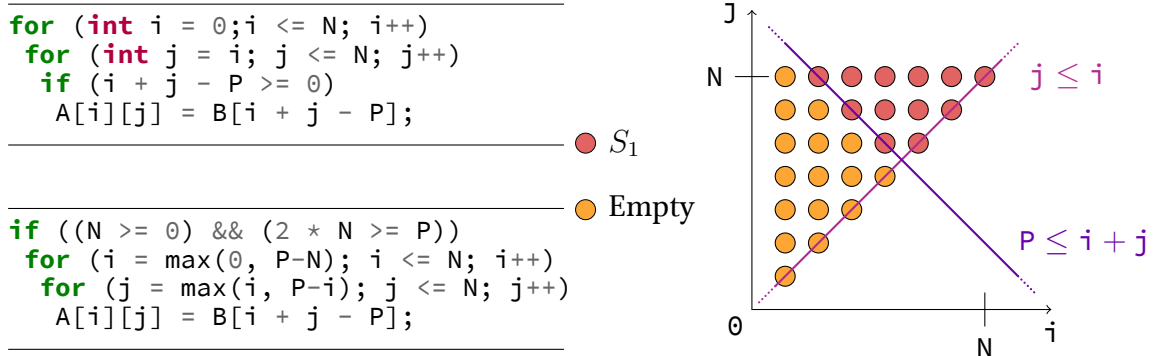 for (int i = 0;i <= N; i++)
for (int j = i; j <= N; j++)
if (i + j - P >= 0)
A[i][j] = B[i + j - P];
if ((N >= 0) && (2 * N >= P))
for (i = max(0, P-N); i <= N; i++)
for (j = max(i, P-i); j <= N; j++)
A[i][j] = B[i + j - P];
S₁
Empty
j
N
j ≤ i
P ≤ i + j
0
N
i